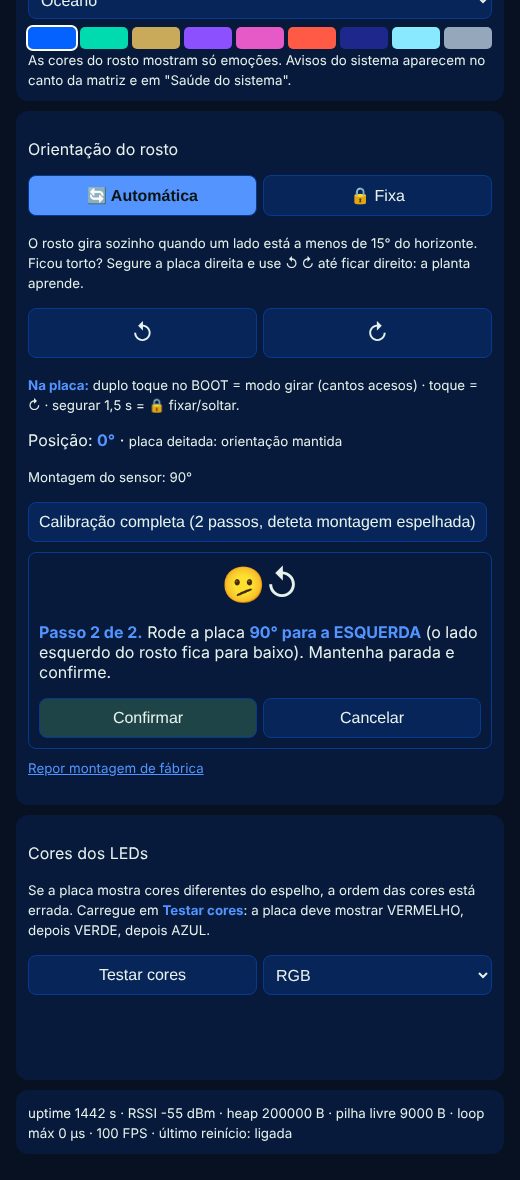 Oceano
As cores do rosto mostram só emoções. Avisos do sistema aparecem no
canto da matriz e em "Saúde do sistema".
Orientação do rosto
🔄 Automática
🔒 Fixa
O rosto gira sozinho quando um lado está a menos de 15° do horizonte.
Ficou torto? Segure a placa direita e use ↺ ↻ até ficar direito: a planta
aprende.
↺
↻
Na placa: duplo toque no BOOT = modo girar (cantos acesos) · toque =
↻ · segurar 1,5 s = 🔒 fixar/soltar.
Posição: 0° · placa deitada: orientação mantida
Montagem do sensor: 90°
Calibração completa (2 passos, deteta montagem espelhada)
🫤↺
Passo 2 de 2. Rode a placa 90° para a ESQUERDA (o lado
esquerdo do rosto fica para baixo). Mantenha parada e
confirme.
Confirmar
Cancelar
Repor montagem de fábrica
Cores dos LEDs
Se a placa mostra cores diferentes do espelho, a ordem das cores está
errada. Carregue em Testar cores: a placa deve mostrar VERMELHO,
depois VERDE, depois AZUL.
Testar cores
RGB
uptime 1442 s · RSSI -55 dBm · heap 200000 B · pilha livre 9000 B · loop
máx 0 µs · 100 FPS · último reinício: ligada